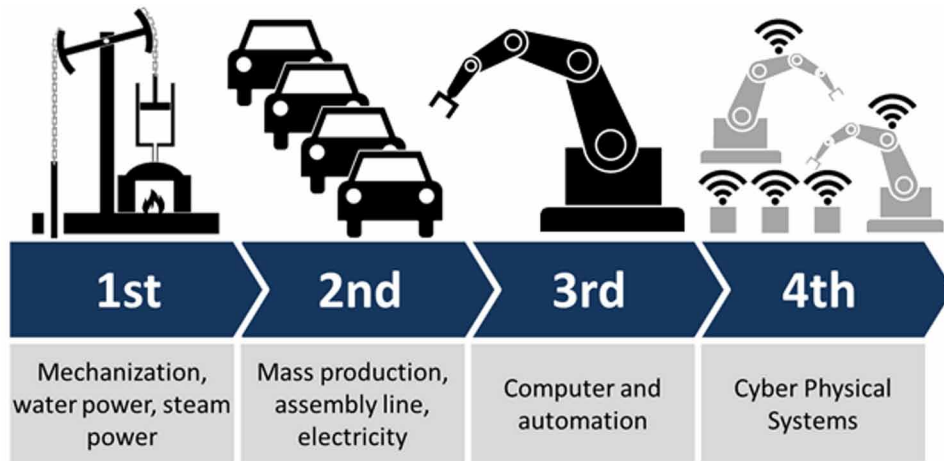 1st
2nd
3rd
4th
Mechanization,
water power, steam
power
Mass production,
assembly line,
electricity
Computer and
automation
Cyber Physical
Systems